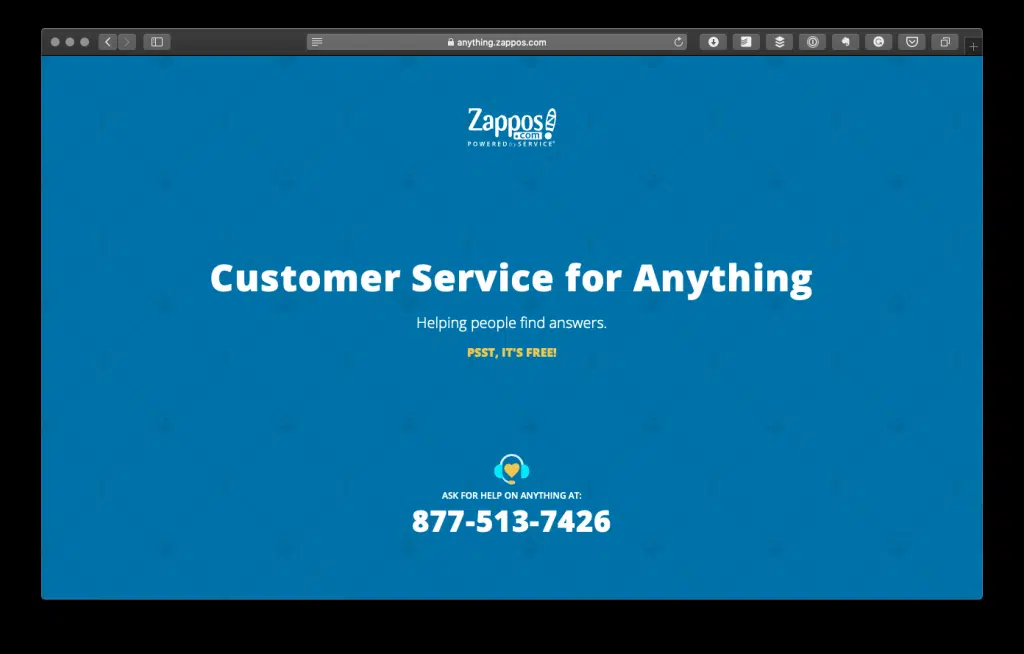 anything.zappos.com
Zappos!
.com
POWERED by SERVICE®
Customer Service for Anything
Helping people find answers.
PSST, IT'S FREE!
ASK FOR HELP ON ANYTHING AT:
877-513-7426